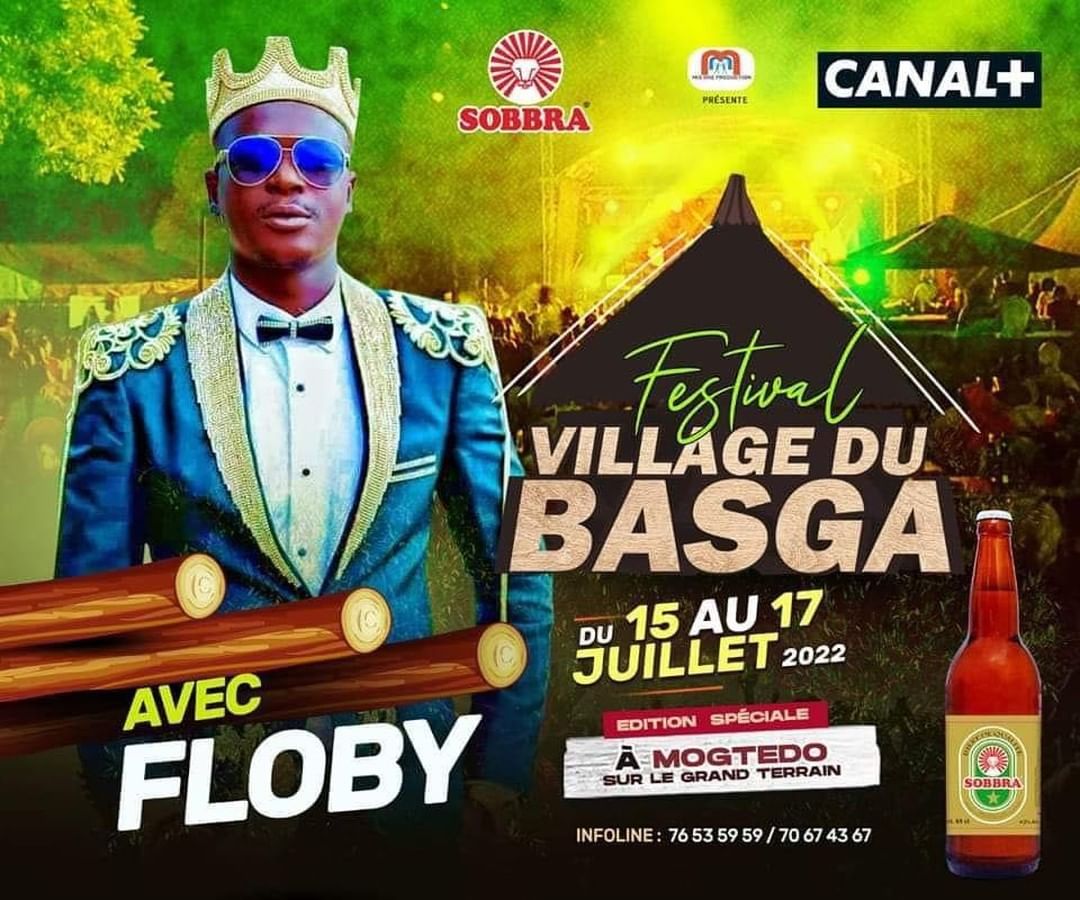 SOBBRA
PRÉSENTE
CANAL+
Festival
VILLAGE DU
BASGA
DU 15 AU 17
JUILLET 2022
EDITION SPÉCIALE
À MOGTEDO
SUR LE GRAND TERRAIN
INFOLINE : 76 53 59 59 / 70 67 43 67
AVEC
FLOBY
SOBBRA